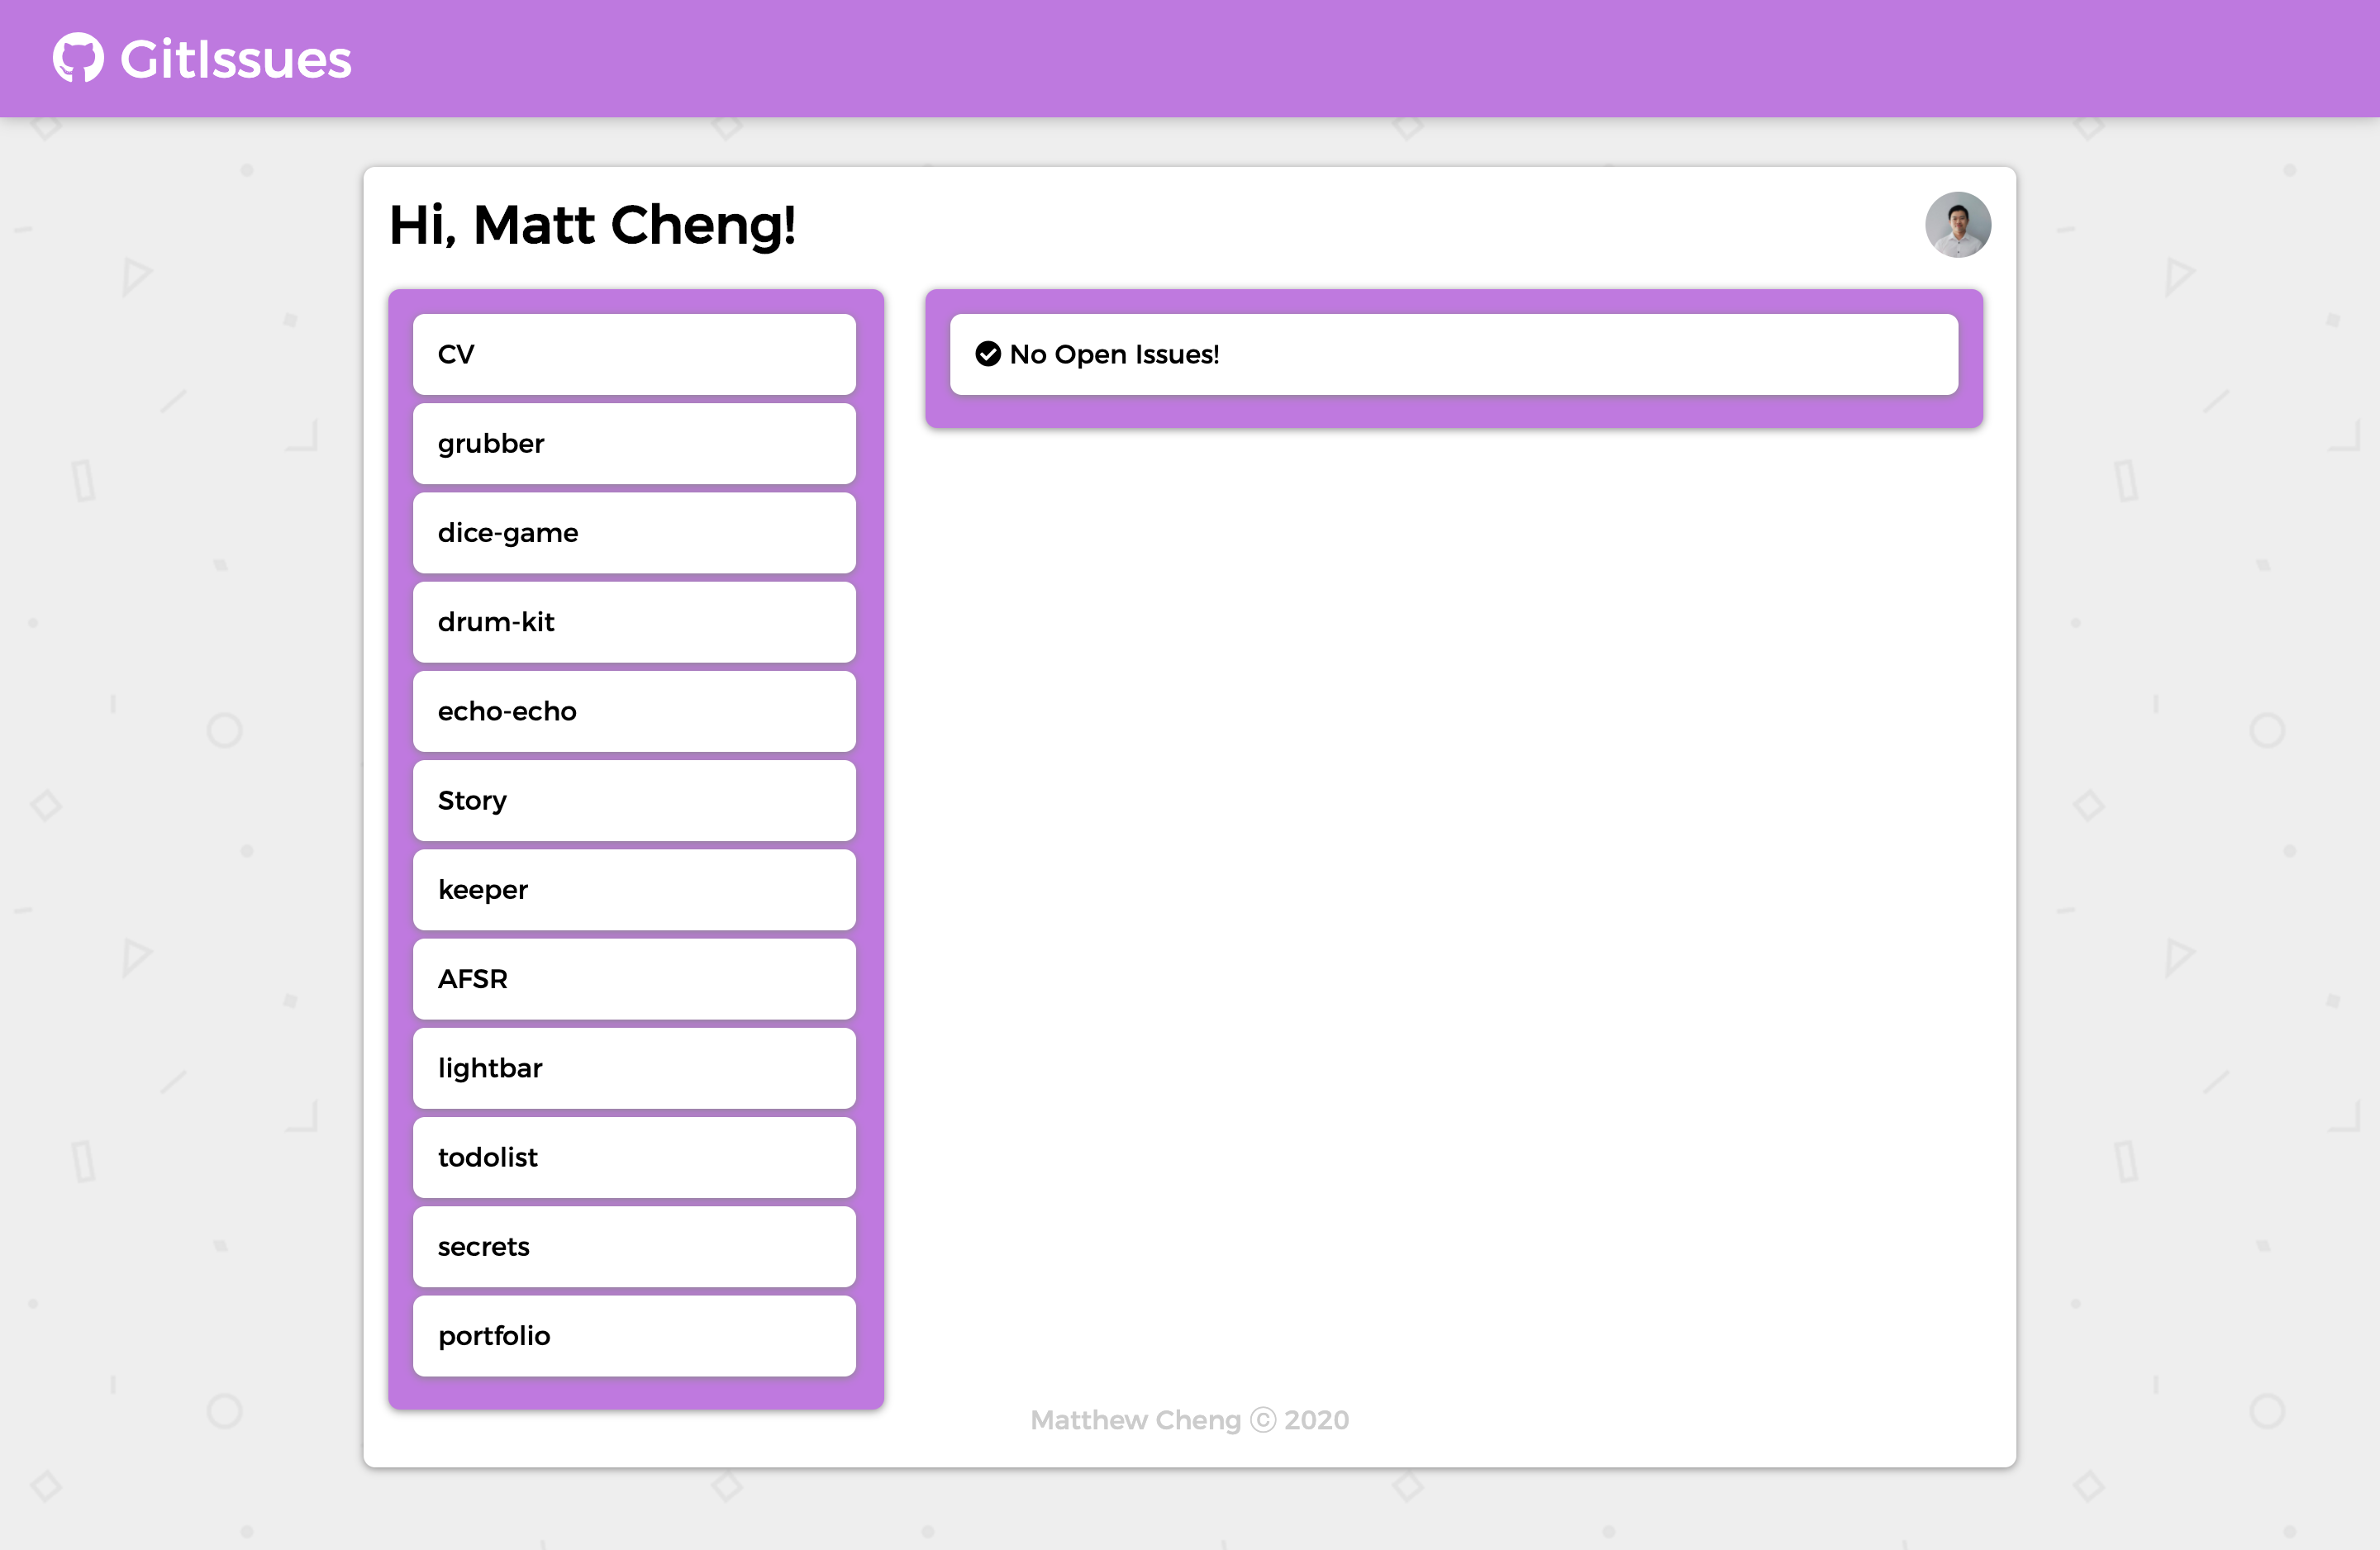 GitIssues
Hi, Matt Cheng!
CV
grubber
dice-game
drum-kit
echo-echo
Story
keeper
AFSR
lightbar
todolist
secrets
portfolio
No Open Issues!
Matthew Cheng ⓒ 2020